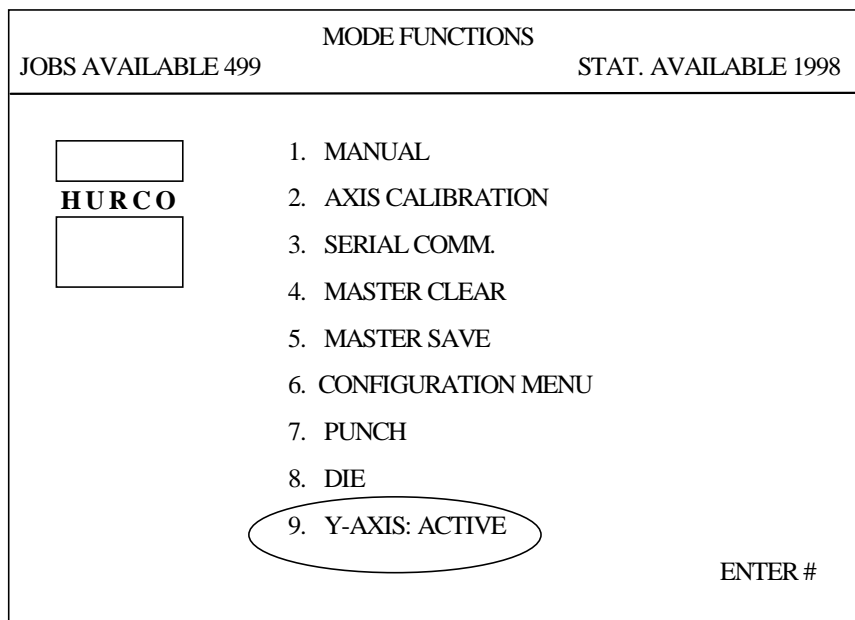 MODE FUNCTIONS
JOBS AVAILABLE 499 STAT. AVAILABLE 1998
HURCO
1. MANUAL
2. AXIS CALIBRATION
3. SERIAL COMM.
4. MASTER CLEAR
5. MASTER SAVE
6. CONFIGURATION MENU
7. PUNCH
8. DIE
9. Y-AXIS: ACTIVE
ENTER #